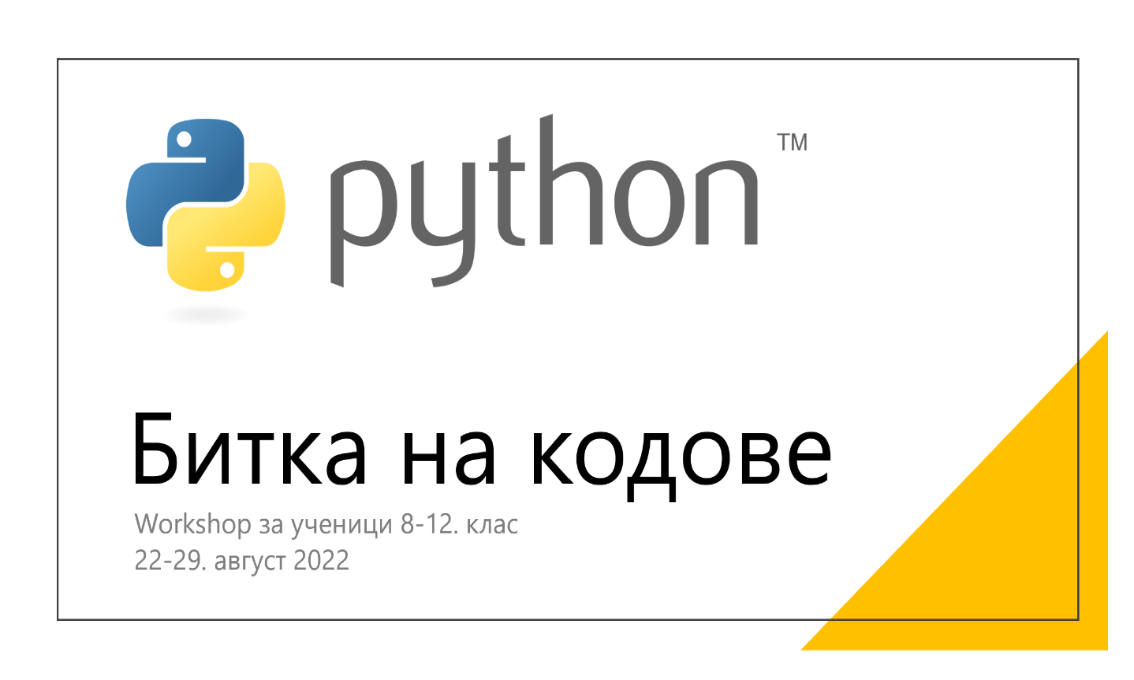 python™
Битка на кодове
Workshop за ученици 8-12. клас
22-29. август 2022